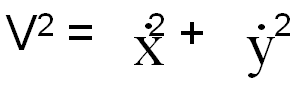 V² = ẋ² + ẏ²